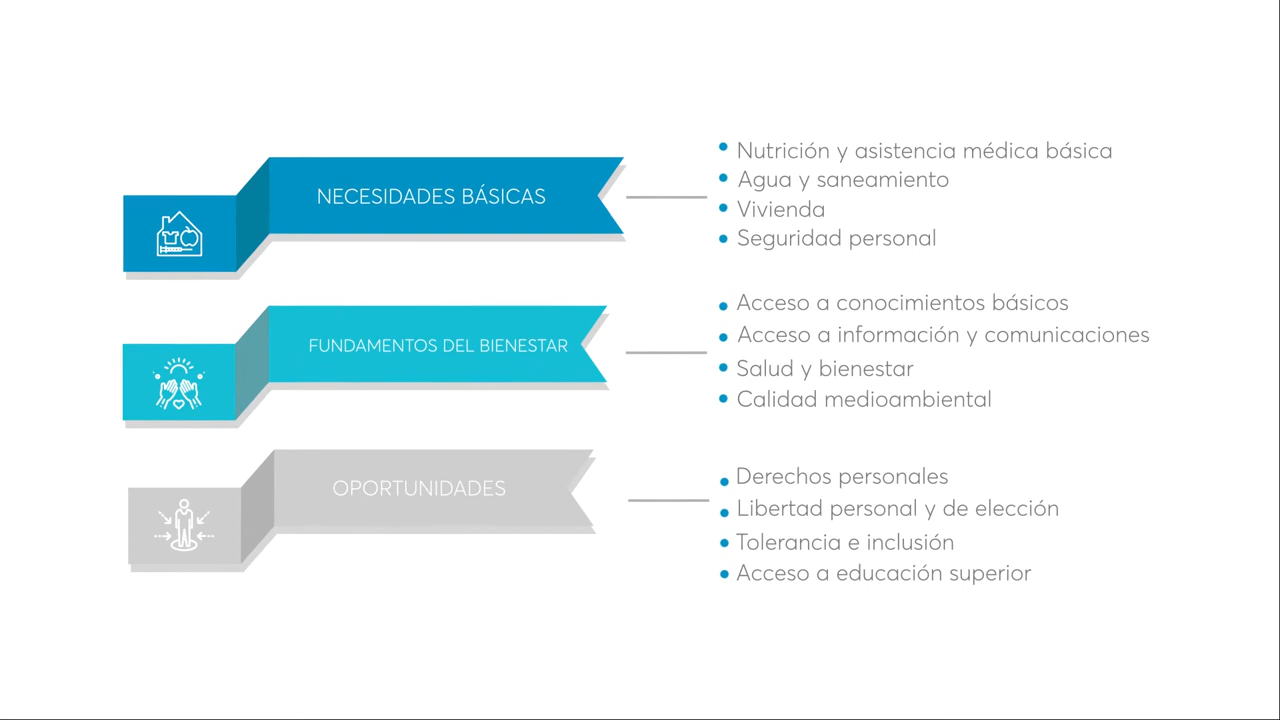 NECESIDADES BÁSICAS
Nutrición y asistencia médica básica
Agua y saneamiento
Vivienda
Seguridad personal
FUNDAMENTOS DEL BIENESTAR
Acceso a conocimientos básicos
Acceso a información y comunicaciones
Salud y bienestar
Calidad medioambiental
OPORTUNIDADES
Derechos personales
Libertad personal y de elección
Tolerancia e inclusión
Acceso a educación superior